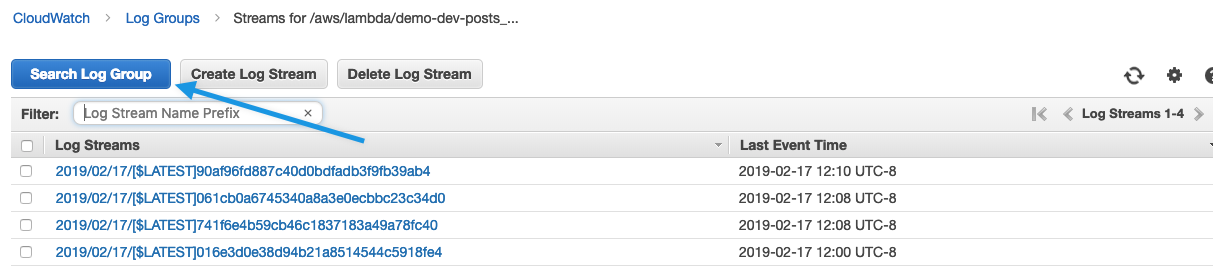 CloudWatch > Log Groups > Streams for /aws/lambda/demo-dev-posts_...
Search Log Group Create Log Stream Delete Log Stream
Filter: Log Stream Name Prefix × Log Streams 1-4
Log Streams Last Event Time
2019/02/17/[$LATEST]90af96fd887c40d0bdfadb3f9fb39ab4 2019-02-17 12:10 UTC-8
2019/02/17/[$LATEST]061cb0a6745340a8a3e0ecbbc23c34d0 2019-02-17 12:08 UTC-8
2019/02/17/[$LATEST]741f6e4b59cb46c1837183a49a78fc40 2019-02-17 12:08 UTC-8
2019/02/17/[$LATEST]016e3d0e38d94b21a8514544c5918fe4 2019-02-17 12:00 UTC-8